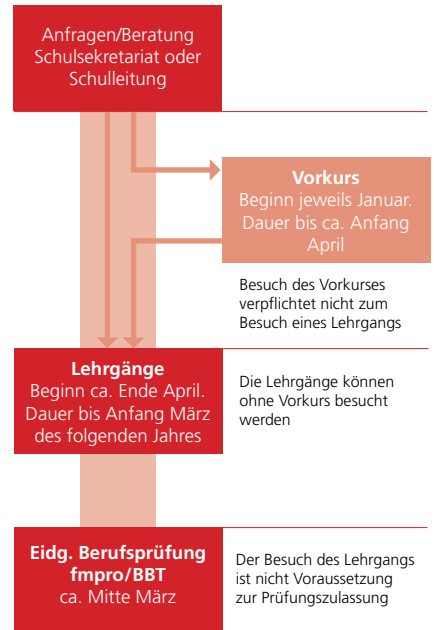 Anfragen/Beratung
Schulsekretariat oder
Schulleitung
Vorkurs
Beginn jeweils Januar.
Dauer bis ca. Anfang
April
Besuch des Vorkurses
verpflichtet nicht zum
Besuch eines Lehrgangs
Lehrgänge
Beginn ca. Ende April.
Dauer bis Anfang März
des folgenden Jahres
Die Lehrgänge können
ohne Vorkurs besucht
werden
Eidg. Berufsprüfung
fmpro/BBT
ca. Mitte März
Der Besuch des Lehrgangs
ist nicht Voraussetzung
zur Prüfungszulassung